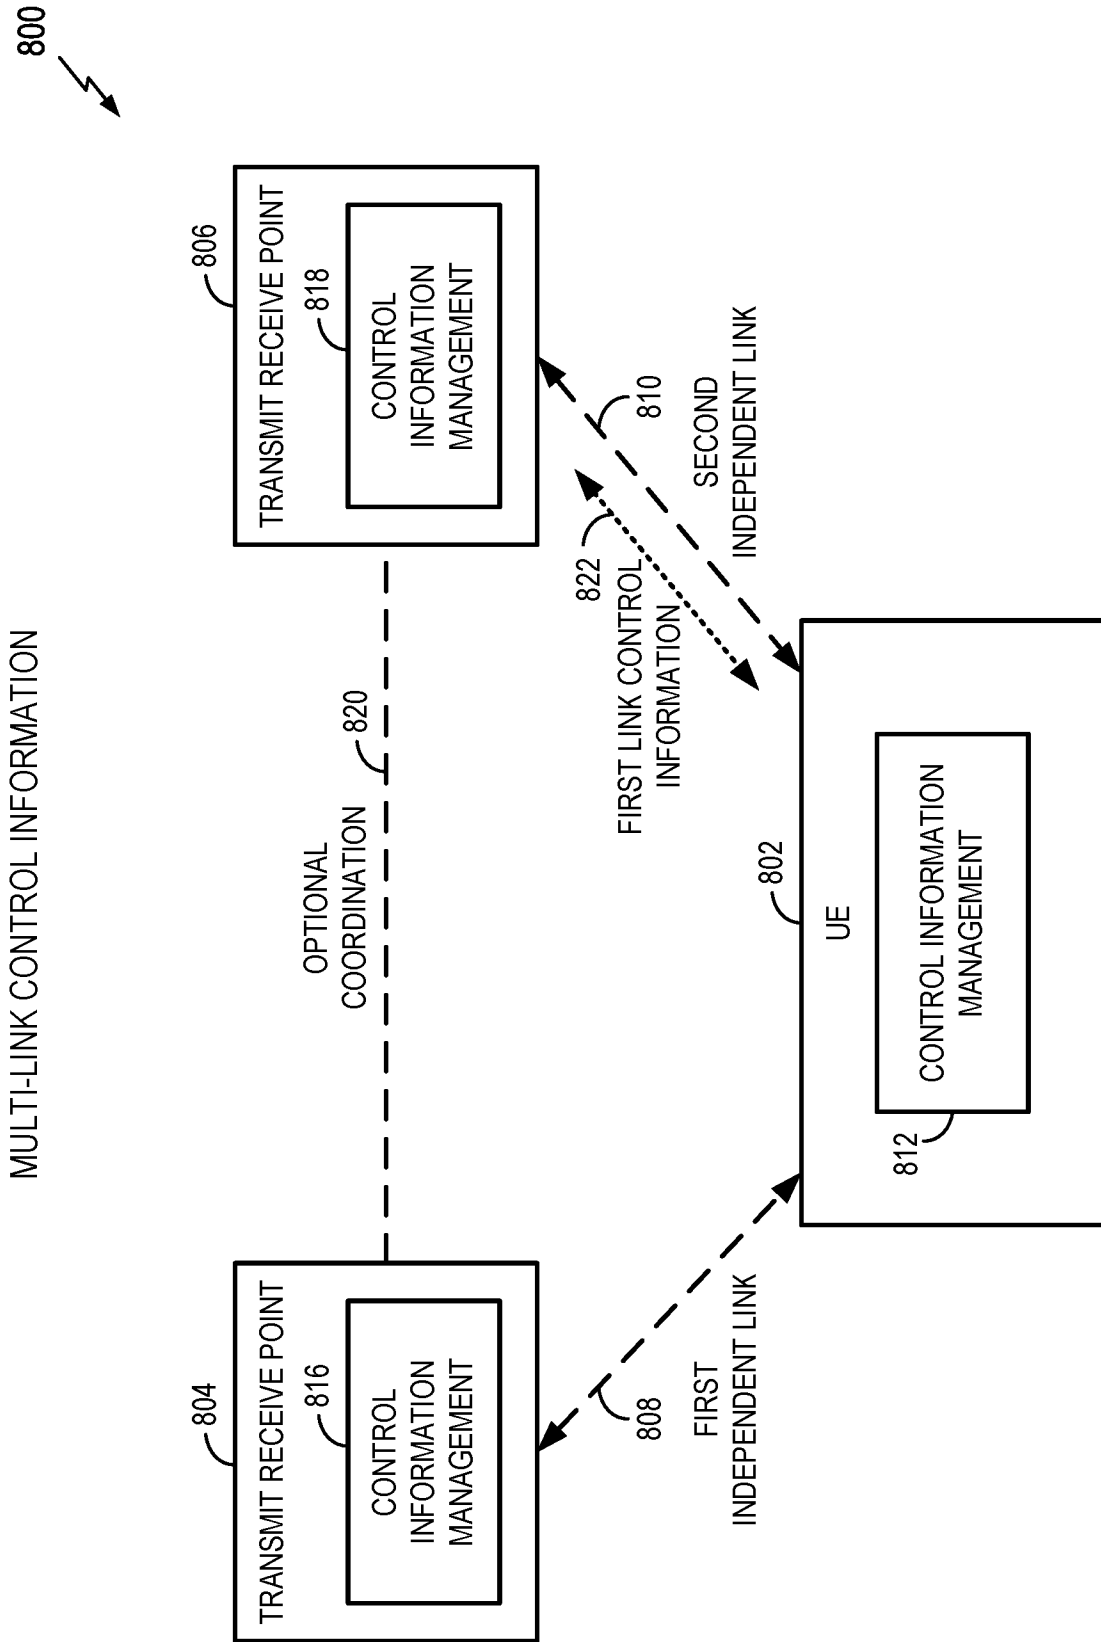 MULTI-LINK CONTROL INFORMATION
800
804
TRANSMIT RECEIVE POINT
816
CONTROL
INFORMATION
MANAGEMENT
OPTIONAL
COORDINATION
820
806
TRANSMIT RECEIVE POINT
818
CONTROL
INFORMATION
MANAGEMENT
808
FIRST
INDEPENDENT LINK
822
FIRST LINK CONTROL
INFORMATION
810
SECOND
INDEPENDENT LINK
802
UE
812
CONTROL INFORMATION
MANAGEMENT